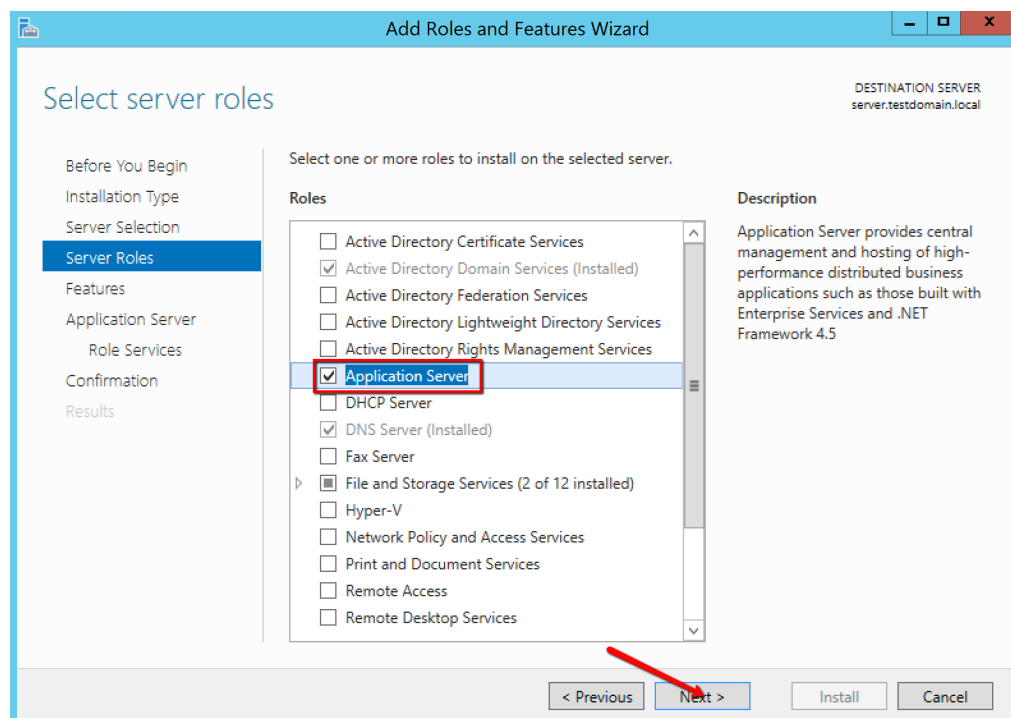 Add Roles and Features Wizard
Select server roles
DESTINATION SERVER
server.testdomain.local
Before You Begin
Installation Type
Server Selection
Server Roles
Features
Application Server
Role Services
Confirmation
Results
Select one or more roles to install on the selected server.
Roles
Active Directory Certificate Services
Active Directory Domain Services (Installed)
Active Directory Federation Services
Active Directory Lightweight Directory Services
Active Directory Rights Management Services
Application Server
DHCP Server
DNS Server (Installed)
Fax Server
File and Storage Services (2 of 12 installed)
Hyper-V
Network Policy and Access Services
Print and Document Services
Remote Access
Remote Desktop Services
Description
Application Server provides central
management and hosting of high-
performance distributed business
applications such as those built with
Enterprise Services and .NET
Framework 4.5
< Previous
Next >
Install
Cancel